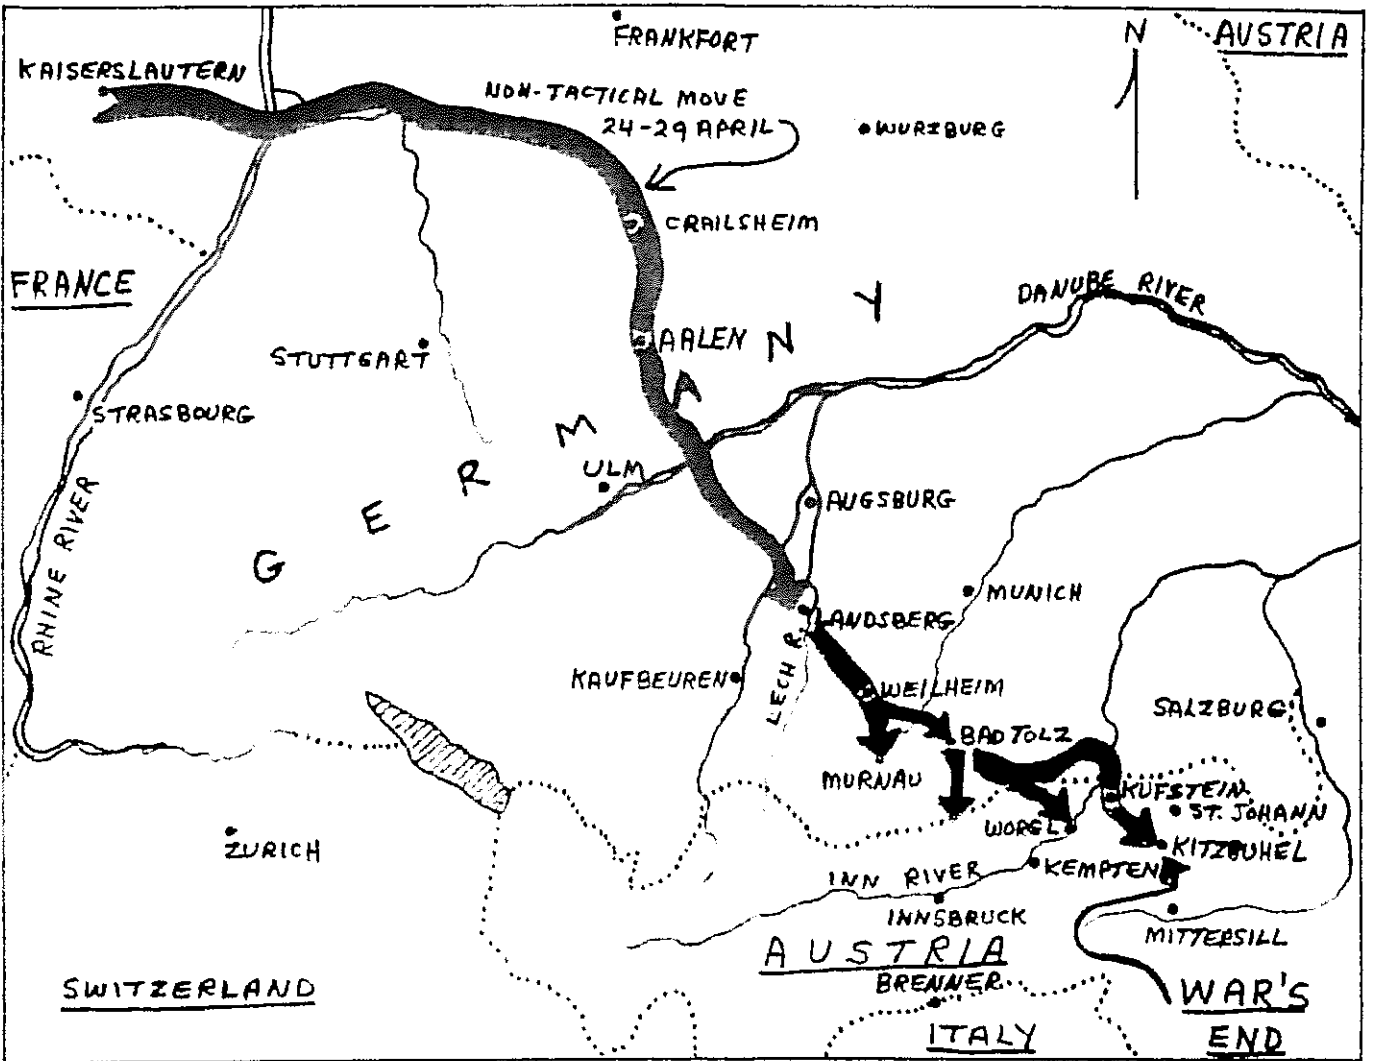 FRANKFORT
N
AUSTRIA
KAISERSLAUTERN
NON-TACTICAL MOVE
24-29 APRIL
WURZBURG
CRAILSHEIM
FRANCE
DANUBE RIVER
STUTTGART
AALEN
GERMANY
STRASBOURG
ULM
AUGSBURG
RHINE RIVER
MUNICH
LANDSBERG
LECH R.
KAUFBEUREN
WEILHEIM
SALZBURG
BAD TOLZ
MURNAU
KUFSTEIN
ST. JOHANN
WORGL
ZURICH
KITZBUHEL
KEMPTEN
INN RIVER
INNSBRUCK
MITTERSILL
AUSTRIA
BRENNER
SWITZERLAND
WAR'S
END
ITALY